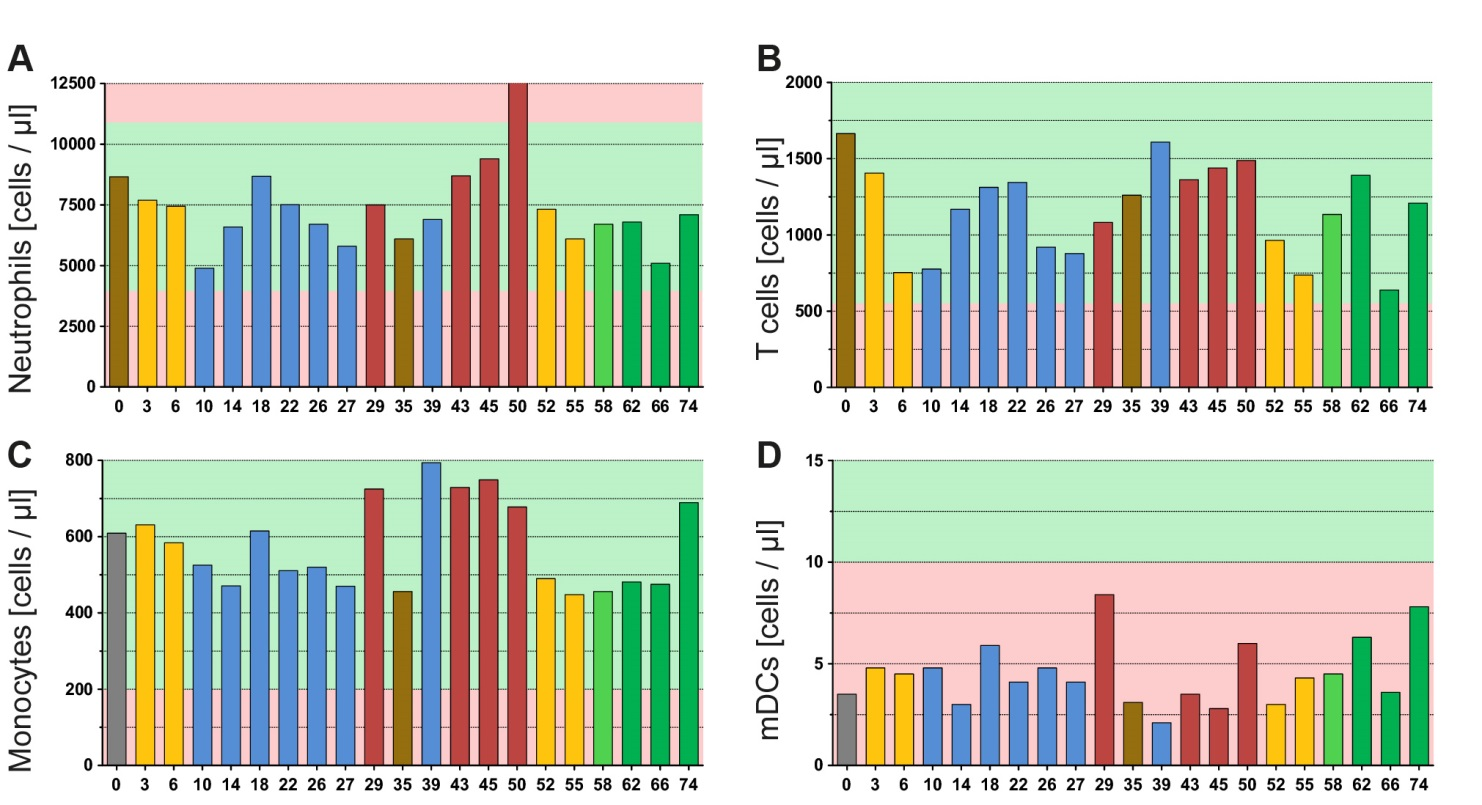 A
Neutrophils [cells / µl]
12500
10000
7500
5000
2500
0
0 3 6 10 14 18 22 26 27 29 35 39 43 45 50 52 55 58 62 66 74
B
T cells [cells / µl]
2000
1500
1000
500
0
0 3 6 10 14 18 22 26 27 29 35 39 43 45 50 52 55 58 62 66 74
C
Monocytes [cells / µl]
800
600
400
200
0
0 3 6 10 14 18 22 26 27 29 35 39 43 45 50 52 55 58 62 66 74
D
mDCs [cells / µl]
15
10
5
0
0 3 6 10 14 18 22 26 27 29 35 39 43 45 50 52 55 58 62 66 74